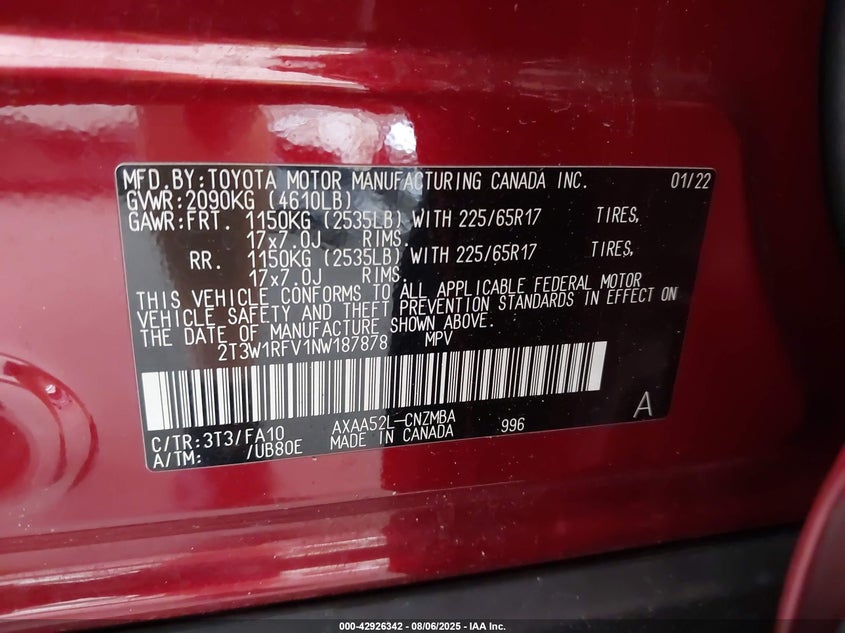 MFD.BY:TOYOTA MOTOR MANUFACTURING CANADA INC. 01/22
GVWR:2090KG (4610LB)
GAWR:FRT. 1150KG (2535LB) WITH 225/65R17 TIRES,
17x7.0J RIMS.
RR. 1150KG (2535LB) WITH 225/65R17 TIRES,
17x7.0J RIMS.
THIS VEHICLE CONFORMS TO ALL APPLICABLE FEDERAL MOTOR
VEHICLE SAFETY AND THEFT PREVENTION STANDARDS IN EFFECT ON
THE DATE OF MANUFACTURE SHOWN ABOVE.
2T3W1RFV1NW187878 MPV
C/TR:3T3/FA10 AXAA52L-CNZMBA 996 A
A/TM: /UB80E MADE IN CANADA
000-42926342 - 08/06/2025 - IAA Inc.